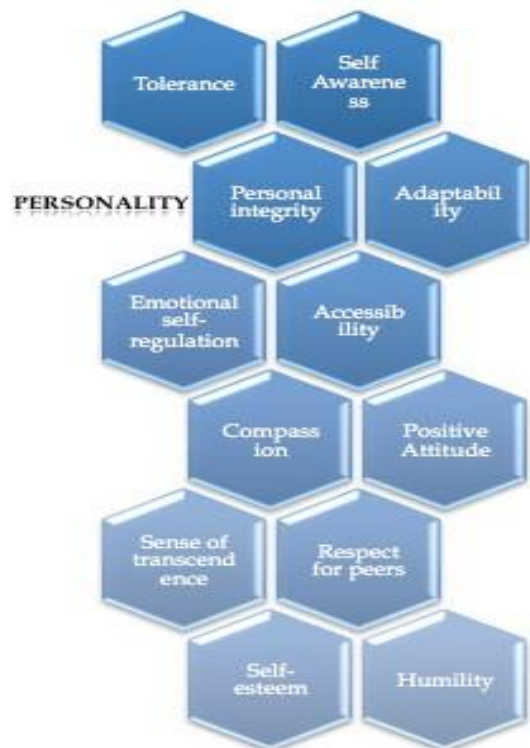 Tolerance
Self
Awarene
ss
PERSONALITY
Personal
integrity
Adaptabil
ity
Emotional
self-
regulation
Accessib
ility
Compass
ion
Positive
Attitude
Sense of
transcend
ence
Respect
for peers
Self-
esteem
Humility